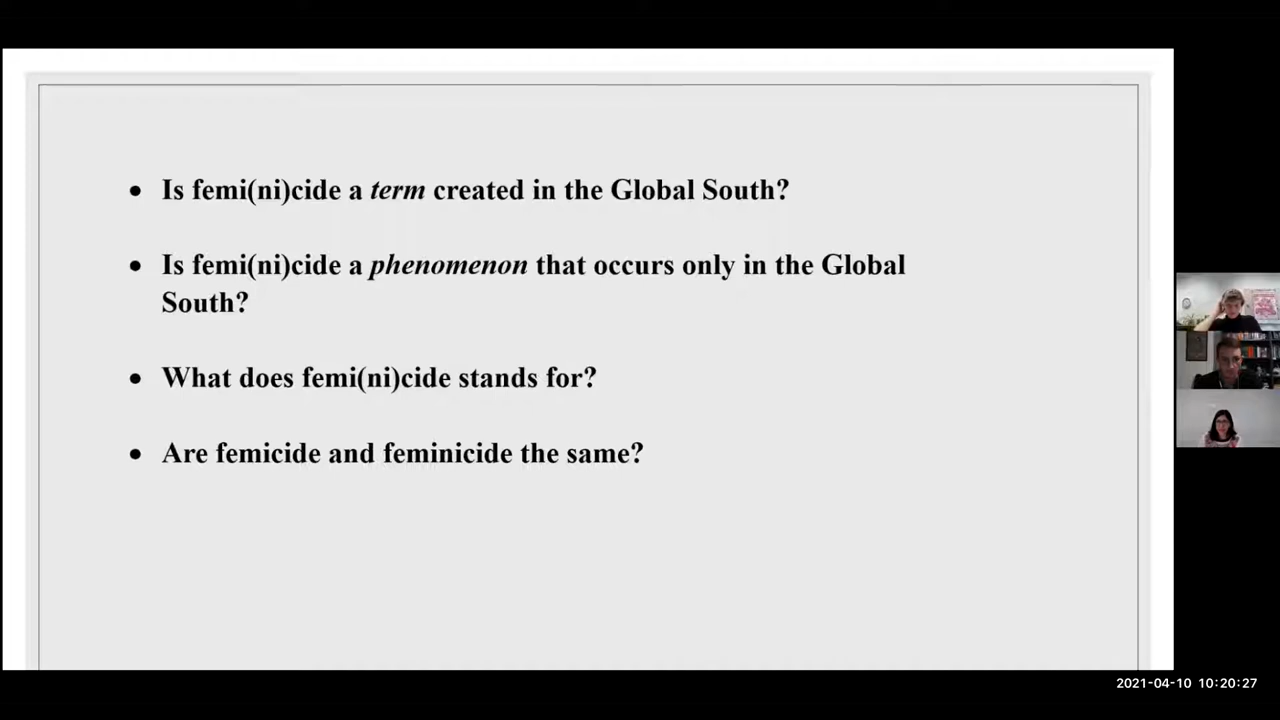 • Is femi(ni)cide a term created in the Global South?
• Is femi(ni)cide a phenomenon that occurs only in the Global
South?
• What does femi(ni)cide stands for?
• Are femicide and feminicide the same?
2021-04-10 10:20:27